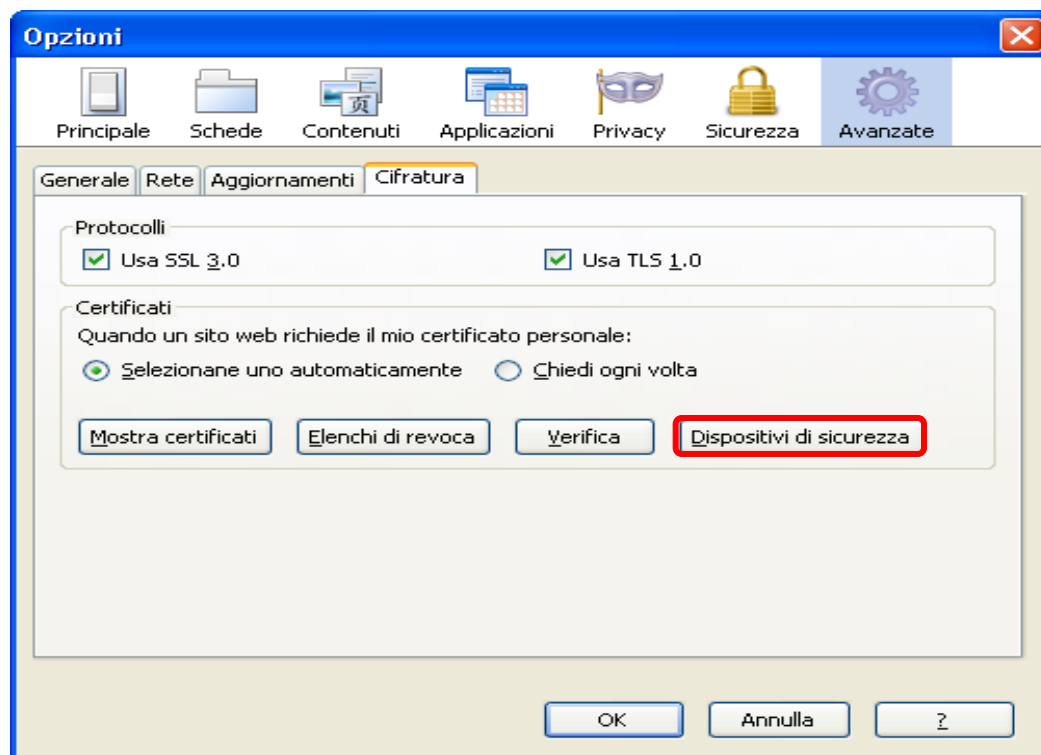 Opzioni
Principale Schede Contenuti Applicazioni Privacy Sicurezza Avanzate
Generale Rete Aggiornamenti Cifratura
Protocolli
Usa SSL 3.0 Usa TLS 1.0
Certificati
Quando un sito web richiede il mio certificato personale:
Selezionane uno automaticamente Chiedi ogni volta
Mostra certificati Elenchi di revoca Verifica Dispositivi di sicurezza
OK Annulla ?